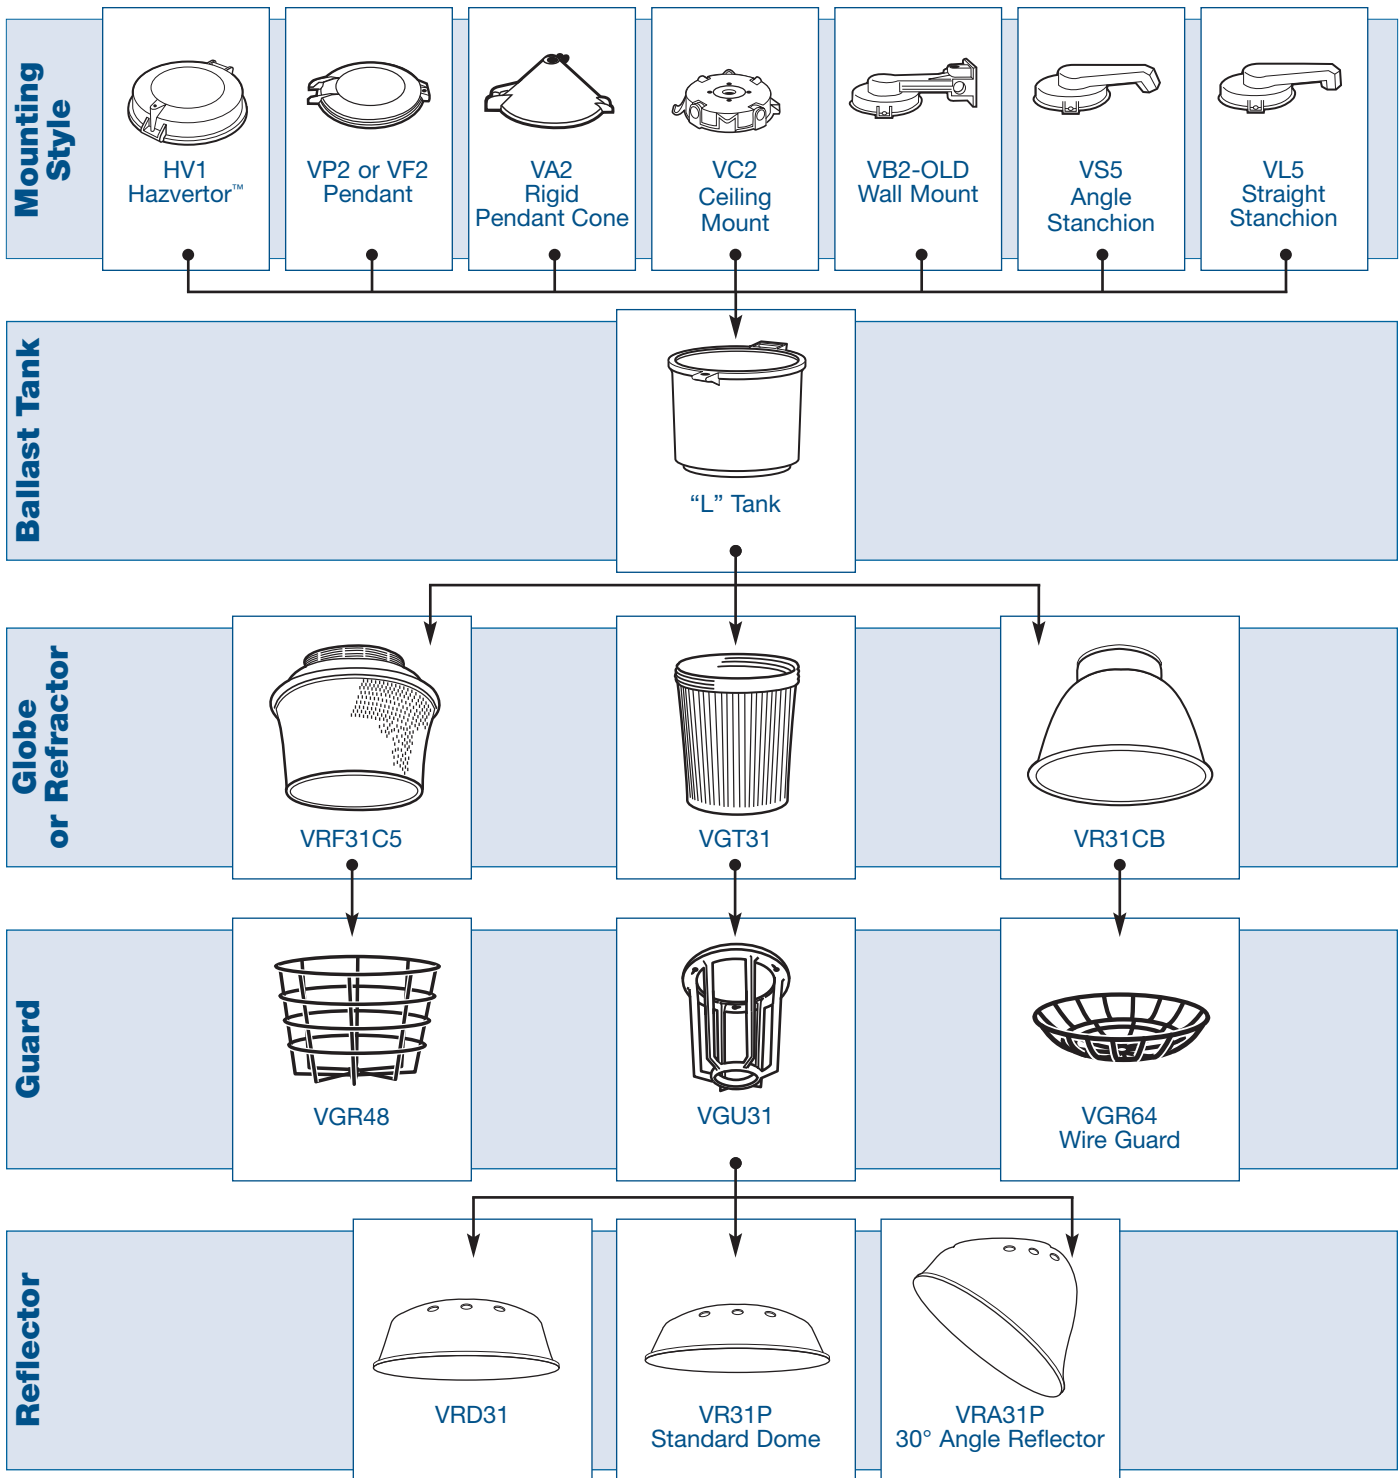 Mounting
Style
HV1
Hazvertor™
VP2 or VF2
Pendant
VA2
Rigid
Pendant Cone
VC2
Ceiling
Mount
VB2-OLD
Wall Mount
VS5
Angle
Stanchion
VL5
Straight
Stanchion
Ballast Tank
“L” Tank
Globe
or Refractor
VRF31C5
VGT31
VR31CB
Guard
VGR48
VGU31
VGR64
Wire Guard
Reflector
VRD31
VR31P
Standard Dome
VRA31P
30° Angle Reflector